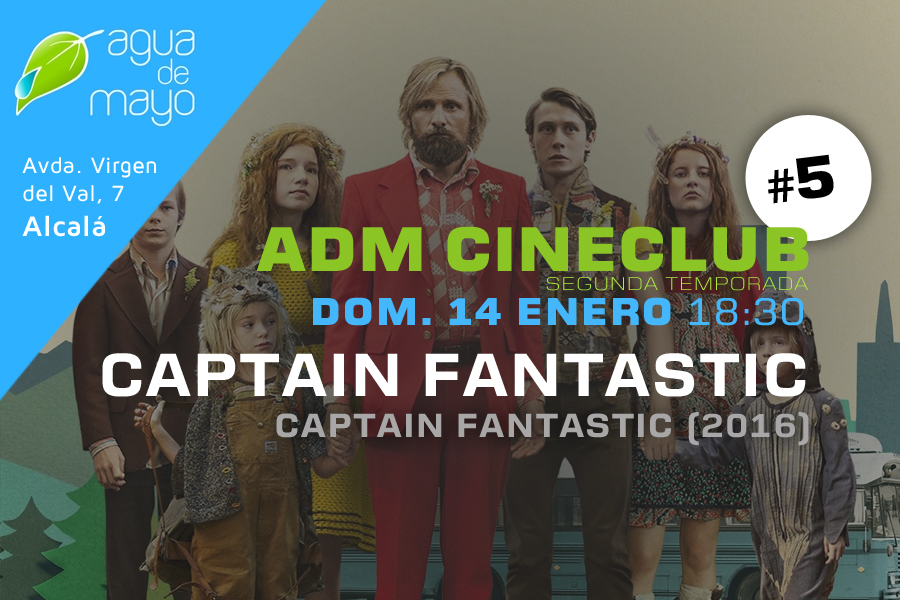 agua
de
mayo
Avda. Virgen
del Val, 7
Alcalá
#5
ADM CINECLUB
SEGUNDA TEMPORADA
DOM. 14 ENERO 18:30
CAPTAIN FANTASTIC
CAPTAIN FANTASTIC (2016)